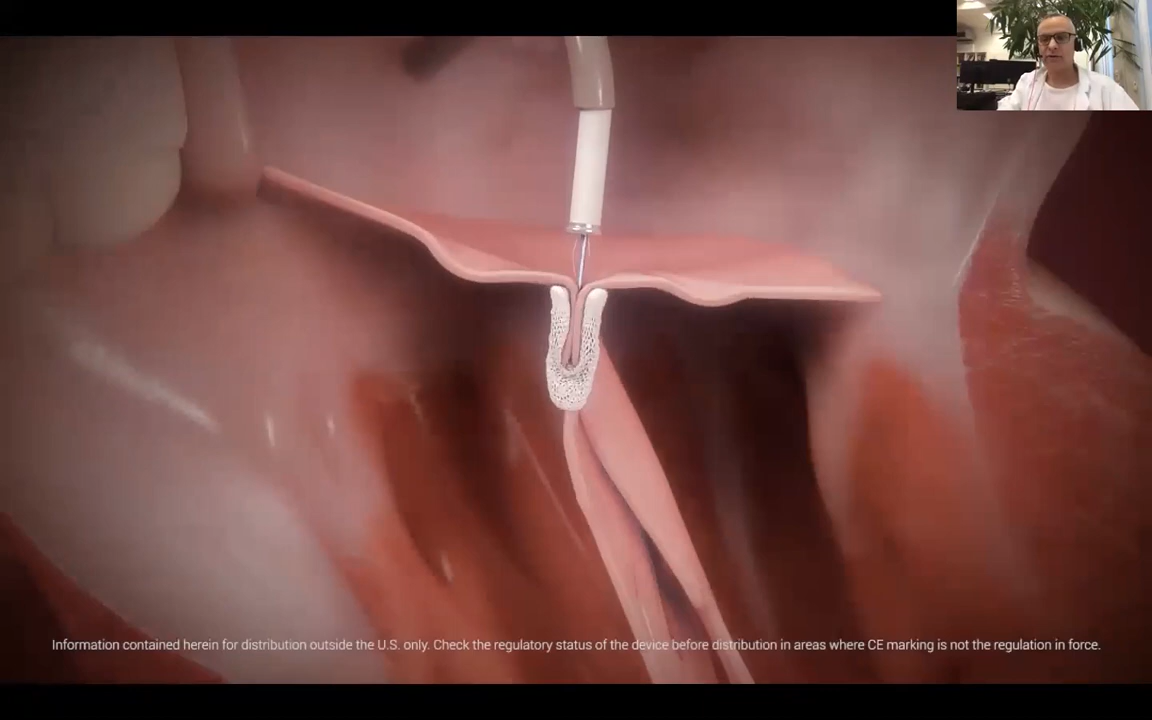 Information contained herein for distribution outside the U.S. only. Check the regulatory status of the device before distribution in areas where CE marking is not the regulation in force.